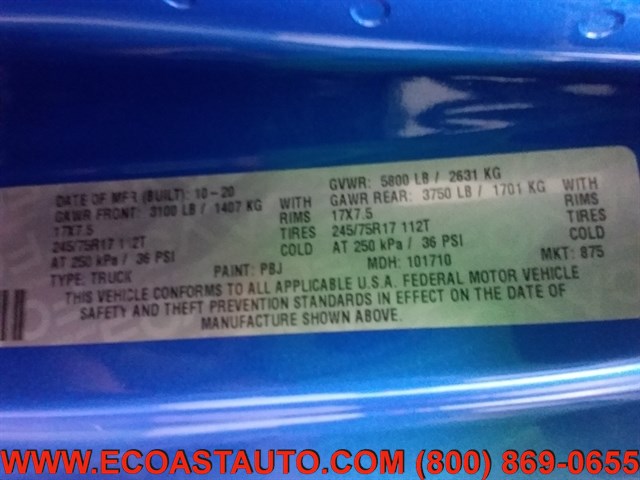 DATE OF MFR (BUILT): 10-20
GAWR FRONT: 3100 LB / 1407 KG WITH
17X7.5 RIMS
245/75R17 112T TIRES
AT 250 kPa / 36 PSI COLD
GVWR: 5800 LB / 2631 KG
GAWR REAR: 3750 LB / 1701 KG WITH
17X7.5 RIMS
245/75R17 112T TIRES
AT 250 kPa / 36 PSI COLD
TYPE: TRUCK PAINT: PBJ MDH: 101710 MKT: 875
THIS VEHICLE CONFORMS TO ALL APPLICABLE U.S.A. FEDERAL MOTOR VEHICLE
SAFETY AND THEFT PREVENTION STANDARDS IN EFFECT ON THE DATE OF
MANUFACTURE SHOWN ABOVE.
WWW.ECOASTAUTO.COM (800) 869-0655